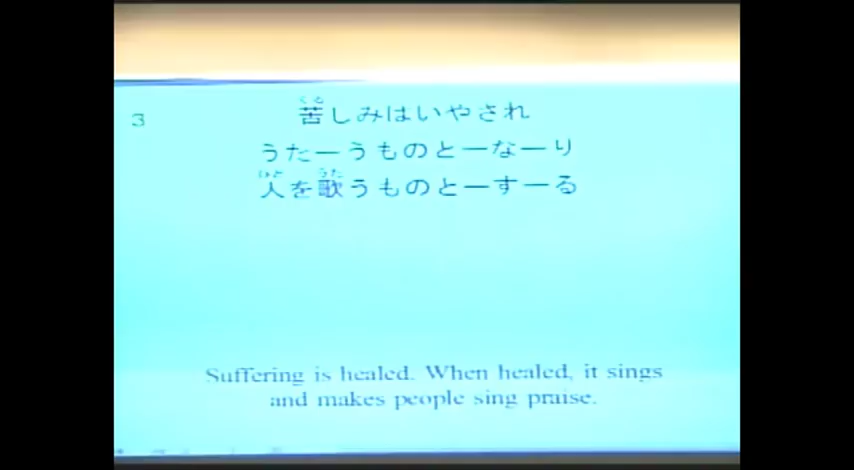 3
苦しみはいやされ
うたーうものとーなーり
人を歌うものとーすーる
Suffering is healed. When healed, it sings
and makes people sing praise.